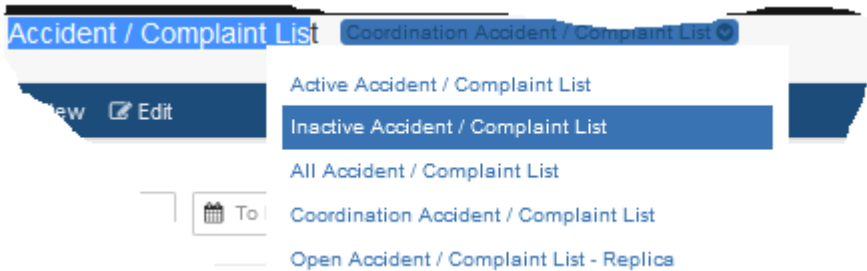 Accident / Complaint List Coordination Accident / Complaint List
Active Accident / Complaint List
Edit
Inactive Accident / Complaint List
All Accident / Complaint List
To
Coordination Accident / Complaint List
Open Accident / Complaint List - Replica